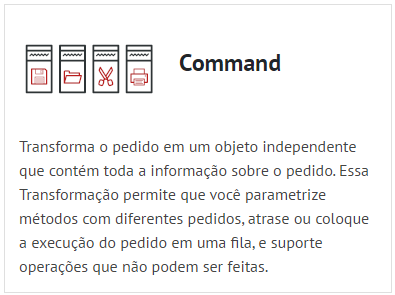 Command
Transforma o pedido em um objeto independente
que contém toda a informação sobre o pedido. Essa
Transformação permite que você parametrize
métodos com diferentes pedidos, atrase ou coloque
a execução do pedido em uma fila, e suporte
operações que não podem ser feitas.